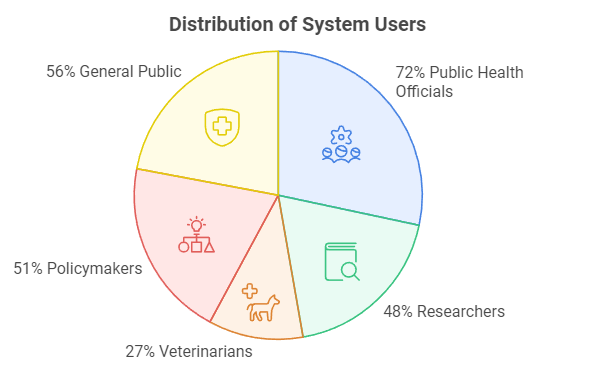 Distribution of System Users
56% General Public
72% Public Health
Officials
51% Policymakers
48% Researchers
27% Veterinarians